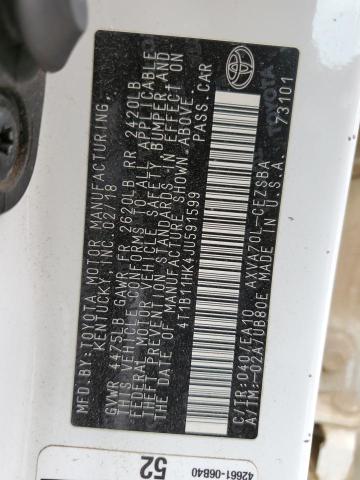 MFD.BY:TOYOTA MOTOR MANUFACTURING,
KENTUCKY, INC. 02/18
GVWR 4475LB GAWR FR 2620LB RR 2420LB
THIS VEHICLE CONFORMS TO ALL APPLICABLE
FEDERAL MOTOR VEHICLE SAFETY, BUMPER AND
THEFT PREVENTION STANDARDS IN EFFECT ON
THE DATE OF MANUFACTURE SHOWN ABOVE.
4T1B11HK4JU591599 PASS.CAR
C/TR:040/EA10 AXVA70L-CEZSBA
A/TM:-02A/UB80E MADE IN U.S.A.
TOYOTA
73101
42661-06B40
52